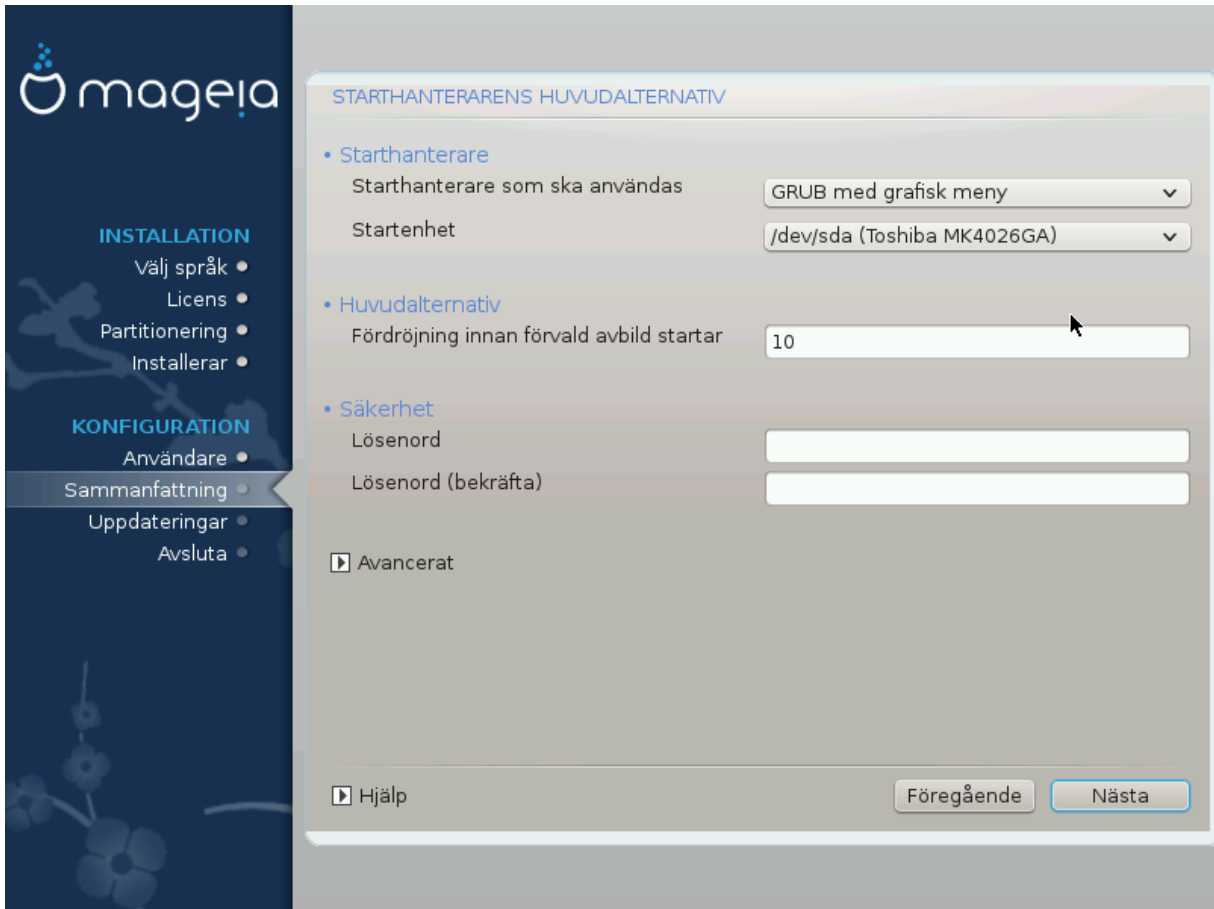 mageia
INSTALLATION
Välj språk
Licens
Partitionering
Installerar
KONFIGURATION
Användare
Sammanfattning
Uppdateringar
Avsluta
STARTHANTERARENS HUVUDALTERNATIV
• Starthanterare
Starthanterare som ska användas GRUB med grafisk meny
Startenhet /dev/sda (Toshiba MK4026GA)
• Huvudalternativ
Fördröjning innan förvald avbild startar 10
• Säkerhet
Lösenord
Lösenord (bekräfta)
Avancerat
Hjälp Föregående Nästa